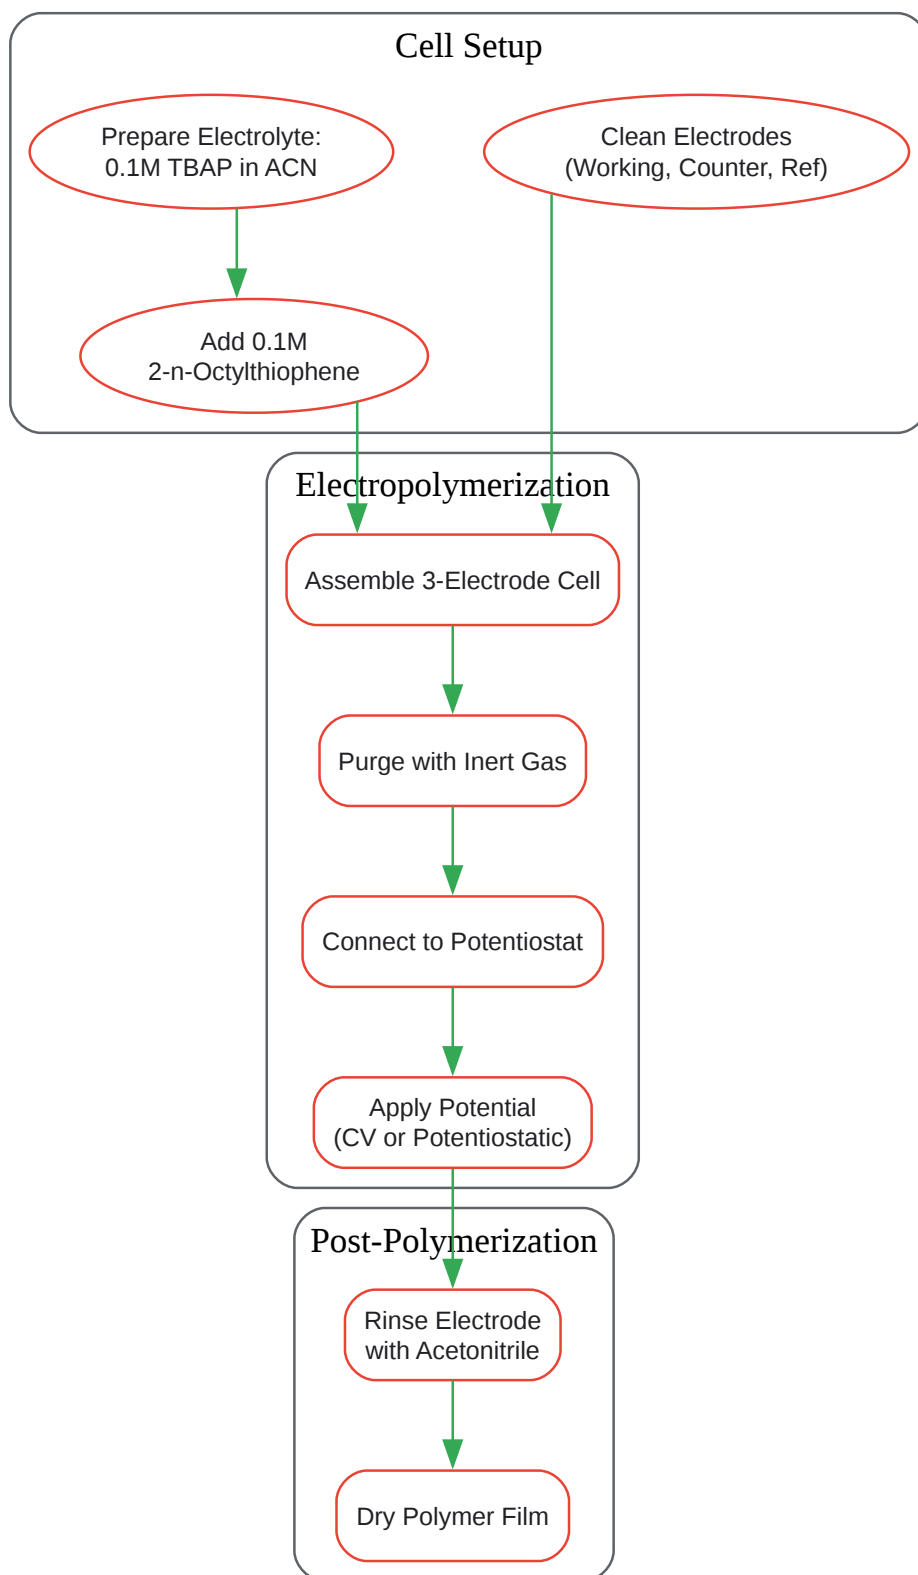 Cell Setup
Prepare Electrolyte:
0.1M TBAP in ACN
Clean Electrodes
(Working, Counter, Ref)
Add 0.1M
2-n-Octylthiophene
Electropolymerization
Assemble 3-Electrode Cell
Purge with Inert Gas
Connect to Potentiostat
Apply Potential
(CV or Potentiostatic)
Post-Polymerization
Rinse Electrode
with Acetonitrile
Dry Polymer Film